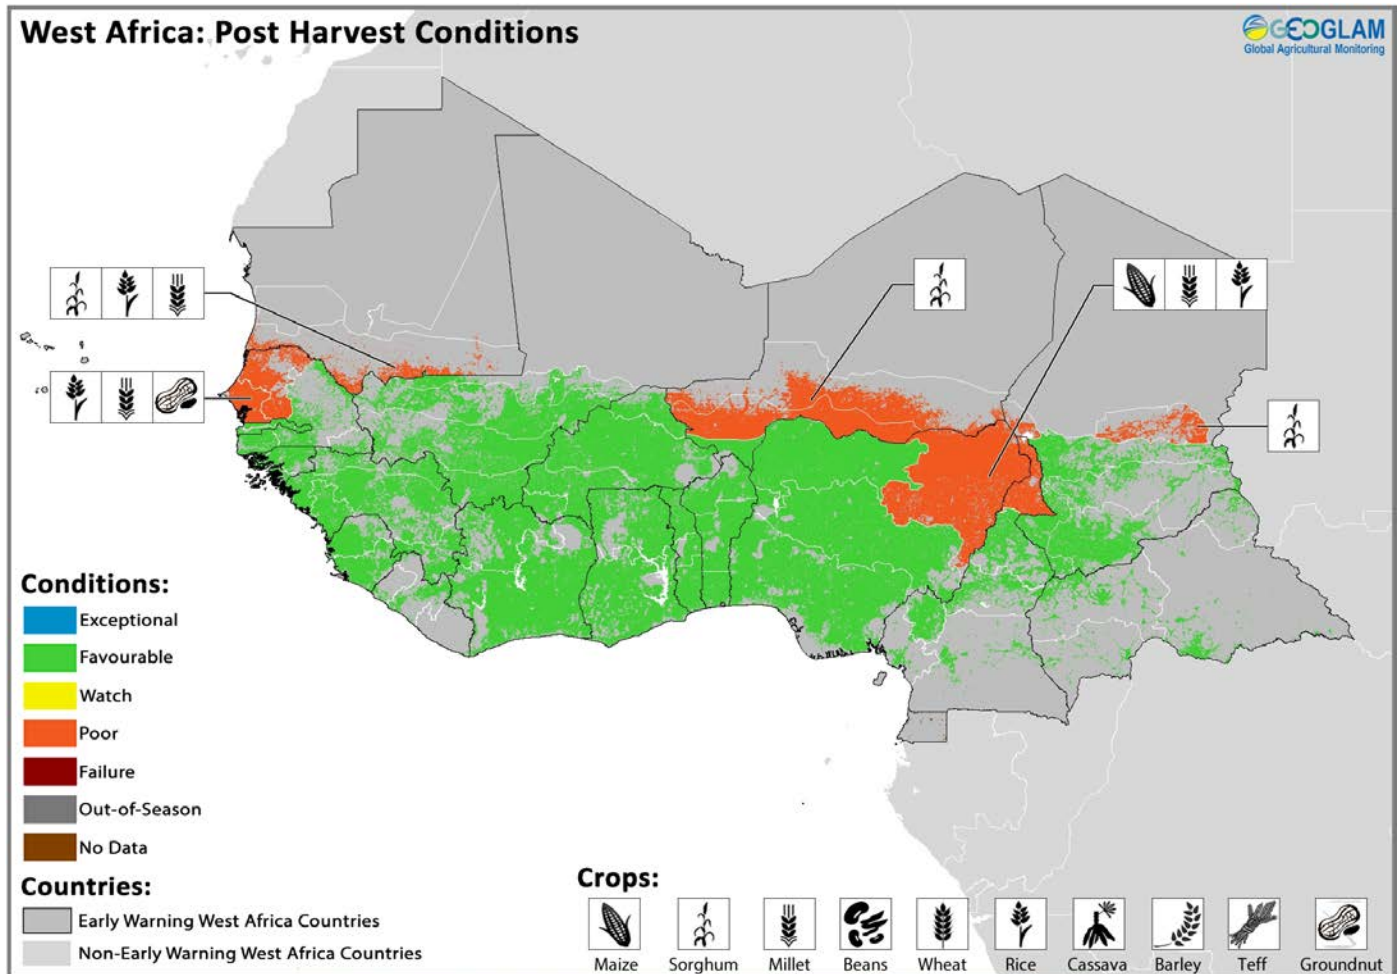 West Africa: Post Harvest Conditions
GEOGLAM
Global Agricultural Monitoring
Conditions:
Exceptional
Favourable
Watch
Poor
Failure
Out-of-Season
No Data
Countries:
Early Warning West Africa Countries
Non-Early Warning West Africa Countries
Crops:
Maize Sorghum Millet Beans Wheat Rice Cassava Barley Teff Groundnut